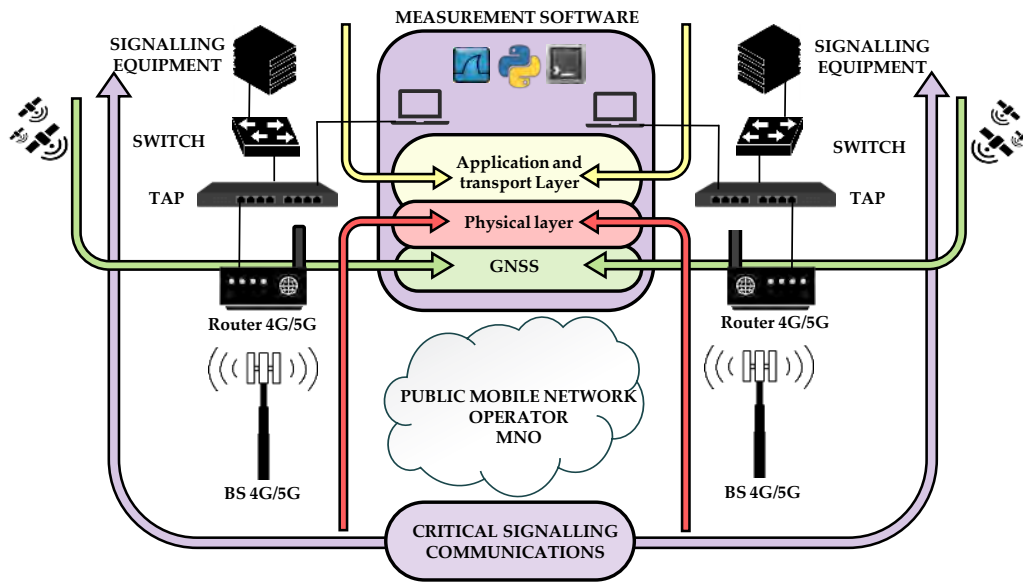 MEASUREMENT SOFTWARE
SIGNALLING
EQUIPMENT
SIGNALLING
EQUIPMENT
SWITCH
SWITCH
TAP
TAP
Application and
transport Layer
Physical layer
GNSS
Router 4G/5G
Router 4G/5G
PUBLIC MOBILE NETWORK
OPERATOR
MNO
BS 4G/5G
BS 4G/5G
CRITICAL SIGNALLING
COMMUNICATIONS